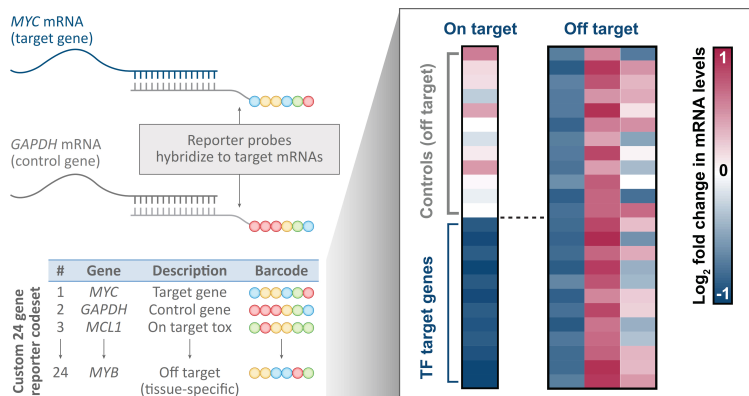 MYC mRNA
(target gene)
GAPDH mRNA
(control gene)
Reporter probes
hybridize to target mRNAs
Custom 24 gene
reporter codeset
# Gene Description Barcode
1 MYC Target gene
2 GAPDH Control gene
3 MCL1 On target tox
24 MYB Off target
(tissue-specific)
On target Off target
Controls (off target)
TF target genes
1
0
-1
Log2 fold change in mRNA levels